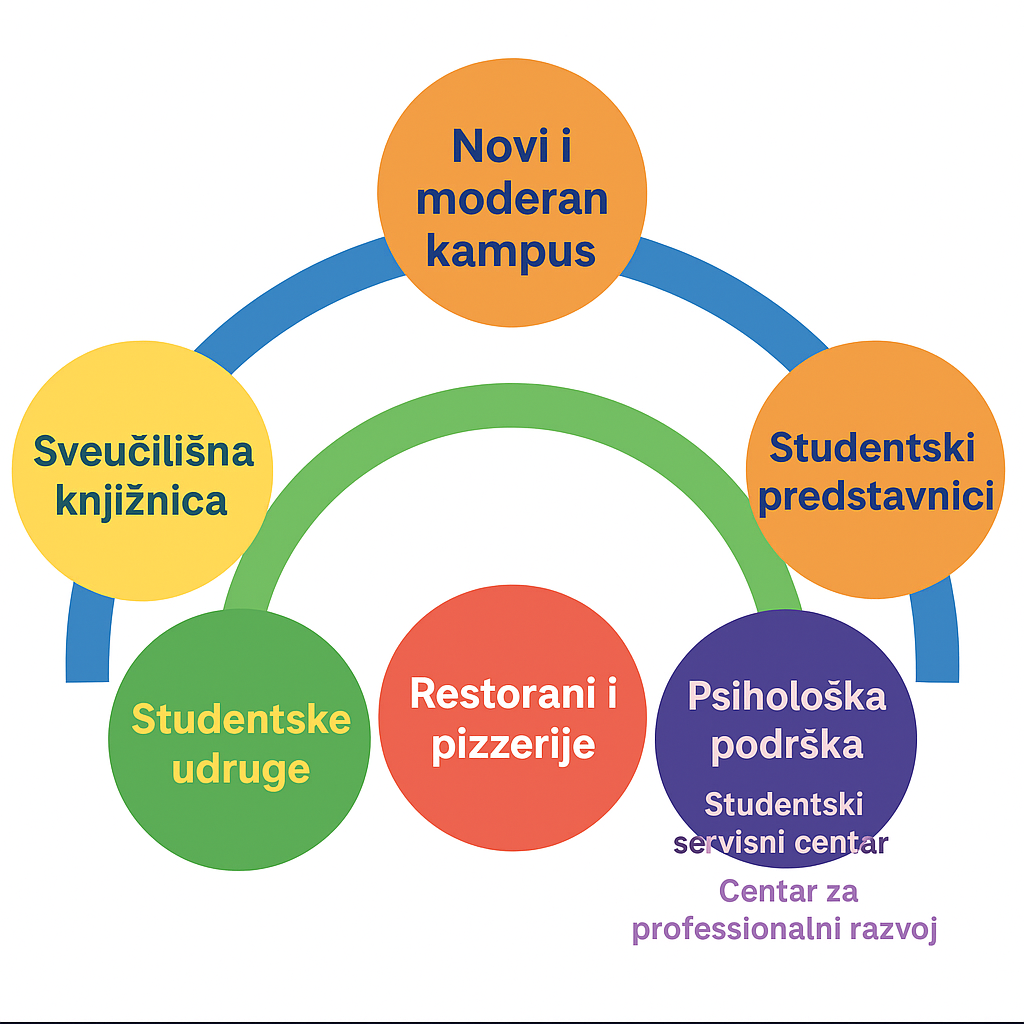 Novi i
moderan
kampus
Sveučilišna
knjižnica
Studentski
predstavnici
Studentske
udruge
Restorani i
pizzerije
Psihološka
podrška
Studentski
servisni centar
Centar za
professionalni razvoj